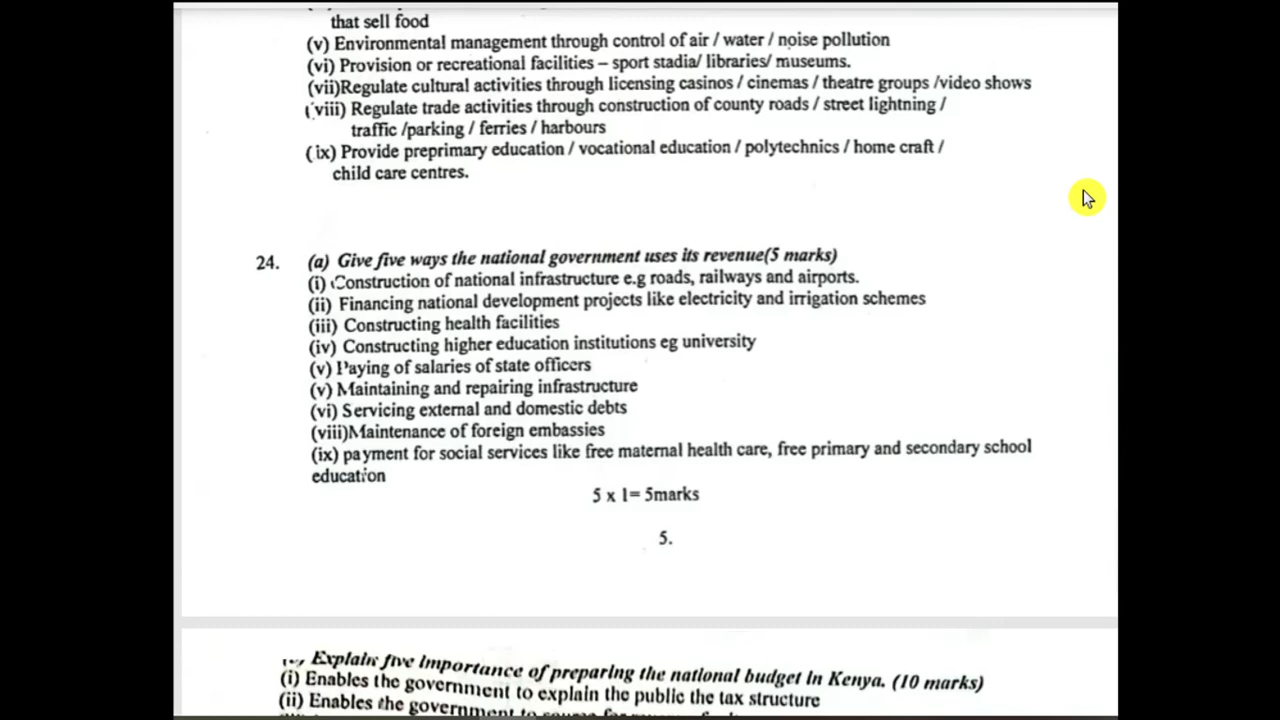 that sell food
(v) Environmental management through control of air / water / noise pollution
(vi) Provision or recreational facilities – sport stadia/ libraries/ museums.
(vii)Regulate cultural activities through licensing casinos / cinemas / theatre groups /video shows
(viii) Regulate trade activities through construction of county roads / street lightning /
traffic /parking / ferries / harbours
(ix) Provide preprimary education / vocational education / polytechnics / home craft /
child care centres.
24. (a) Give five ways the national government uses its revenue(5 marks)
(i) Construction of national infrastructure e.g roads, railways and airports.
(ii) Financing national development projects like electricity and irrigation schemes
(iii) Constructing health facilities
(iv) Constructing higher education institutions eg university
(v) Paying of salaries of state officers
(v) Maintaining and repairing infrastructure
(vi) Servicing external and domestic debts
(viii)Maintenance of foreign embassies
(ix) payment for social services like free maternal health care, free primary and secondary school
education
5 x 1= 5marks
5.
Explain five importance of preparing the national budget in Kenya. (10 marks)
(i) Enables the government to explain the public the tax structure
(ii) Enables the government to